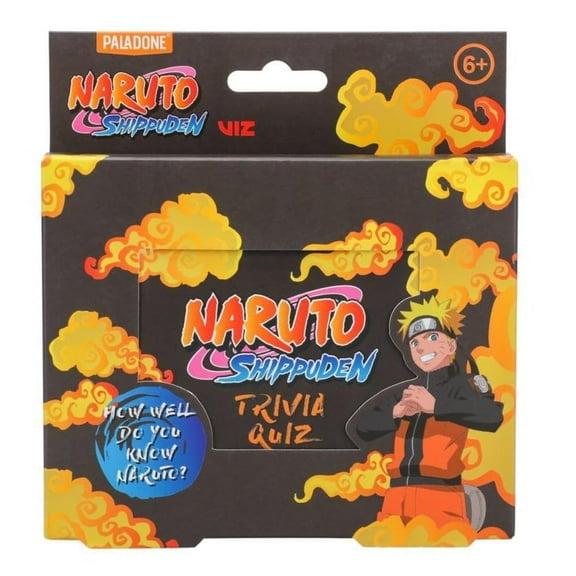 PALADONE
NARUTO
SHIPPUDEN
VIZ
6+
NARUTO
SHIPPUDEN
TRIVIA
QUIZ
HOW WELL
DO YOU
KNOW
NARUTO?